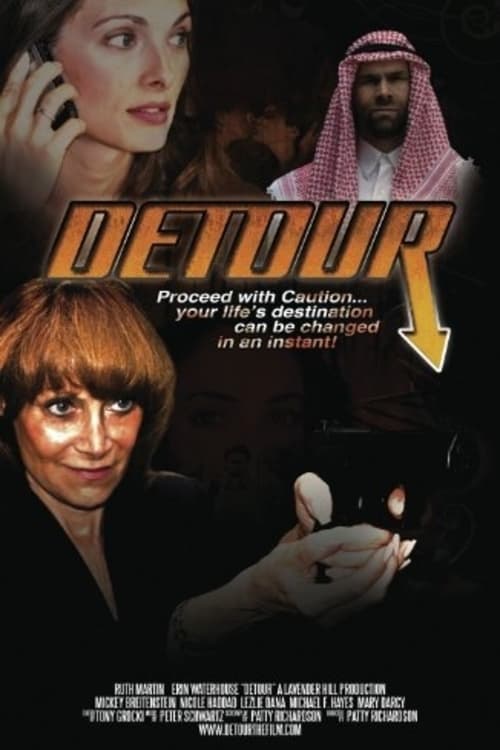 DETOUR
Proceed with Caution...
your life's destination
can be changed
in an instant!
RUTH MARTIN ERIN WATERHOUSE "DETOUR" A LAVENDER HILL PRODUCTION
MICKEY BREITENSTEIN NICOLE HADDAD LEZLIE DANA MICHAEL F. HAYES MARY DARCY
TONY GROCKI PETER SCHWARTZ PATTY RICHARDSON PATTY RICHARDSON
WWW.DETOURTHEFILM.COM